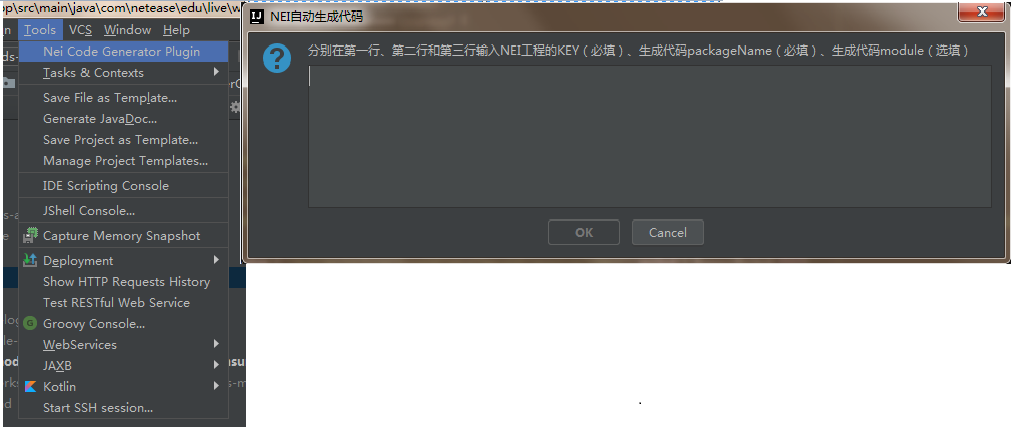 op\src\main\java\com\netease\edu\live\w
Tools VCS Window Help
Nei Code Generator Plugin
Tasks & Contexts
Save File as Template...
Generate JavaDoc...
Save Project as Template...
Manage Project Templates...
IDE Scripting Console
JShell Console...
Capture Memory Snapshot
Deployment
Show HTTP Requests History
Test RESTful Web Service
Groovy Console...
WebServices
JAXB
Kotlin
Start SSH session...
NEI自动生成代码
分别在第一行、第二行和第三行输入NEI工程的KEY（必填）、生成代码packageName（必填）、生成代码module（选填）
OK Cancel